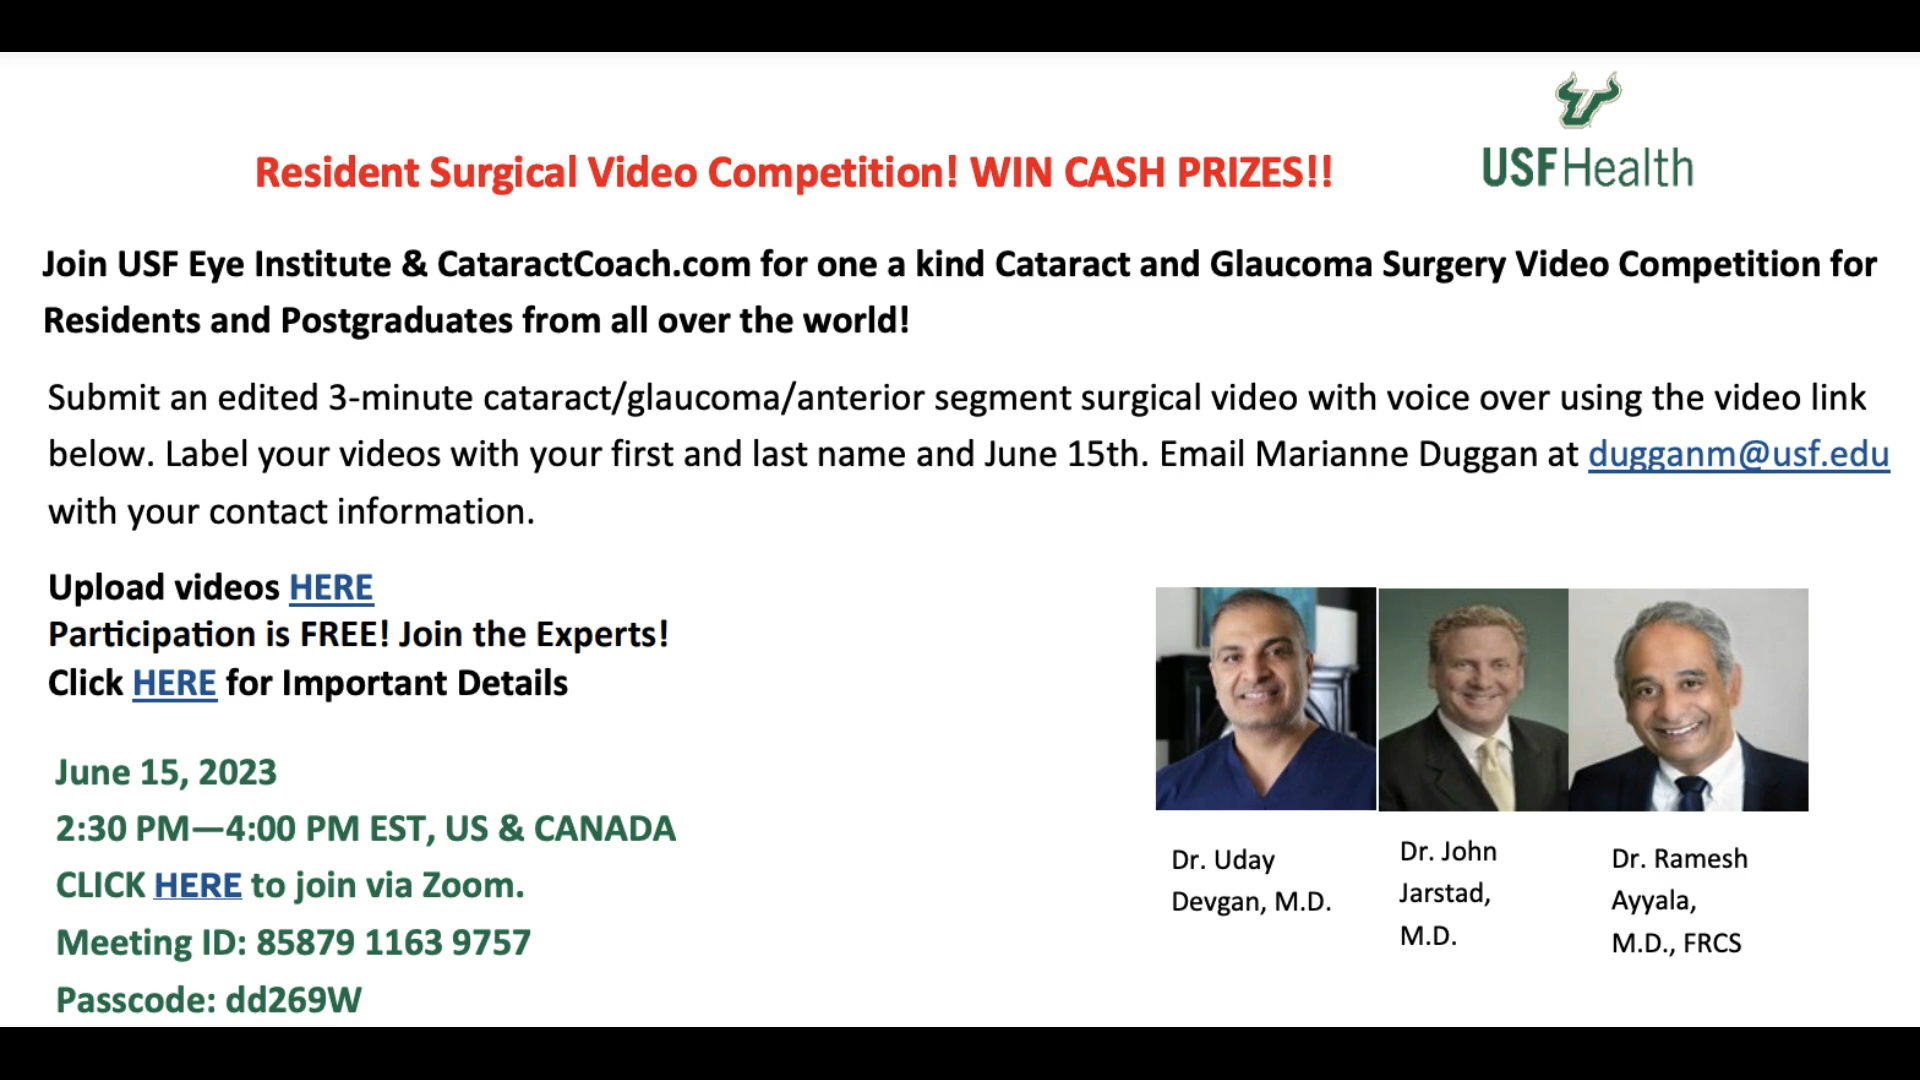 USF Health
Resident Surgical Video Competition! WIN CASH PRIZES!!
Join USF Eye Institute & CataractCoach.com for one a kind Cataract and Glaucoma Surgery Video Competition for
Residents and Postgraduates from all over the world!
Submit an edited 3-minute cataract/glaucoma/anterior segment surgical video with voice over using the video link
below. Label your videos with your first and last name and June 15th. Email Marianne Duggan at dugganm@usf.edu
with your contact information.
Upload videos HERE
Participation is FREE! Join the Experts!
Click HERE for Important Details
June 15, 2023
2:30 PM—4:00 PM EST, US & CANADA
CLICK HERE to join via Zoom.
Meeting ID: 85879 1163 9757
Passcode: dd269W
Dr. Uday
Devgan, M.D.
Dr. John
Jarstad,
M.D.
Dr. Ramesh
Ayyala,
M.D., FRCS